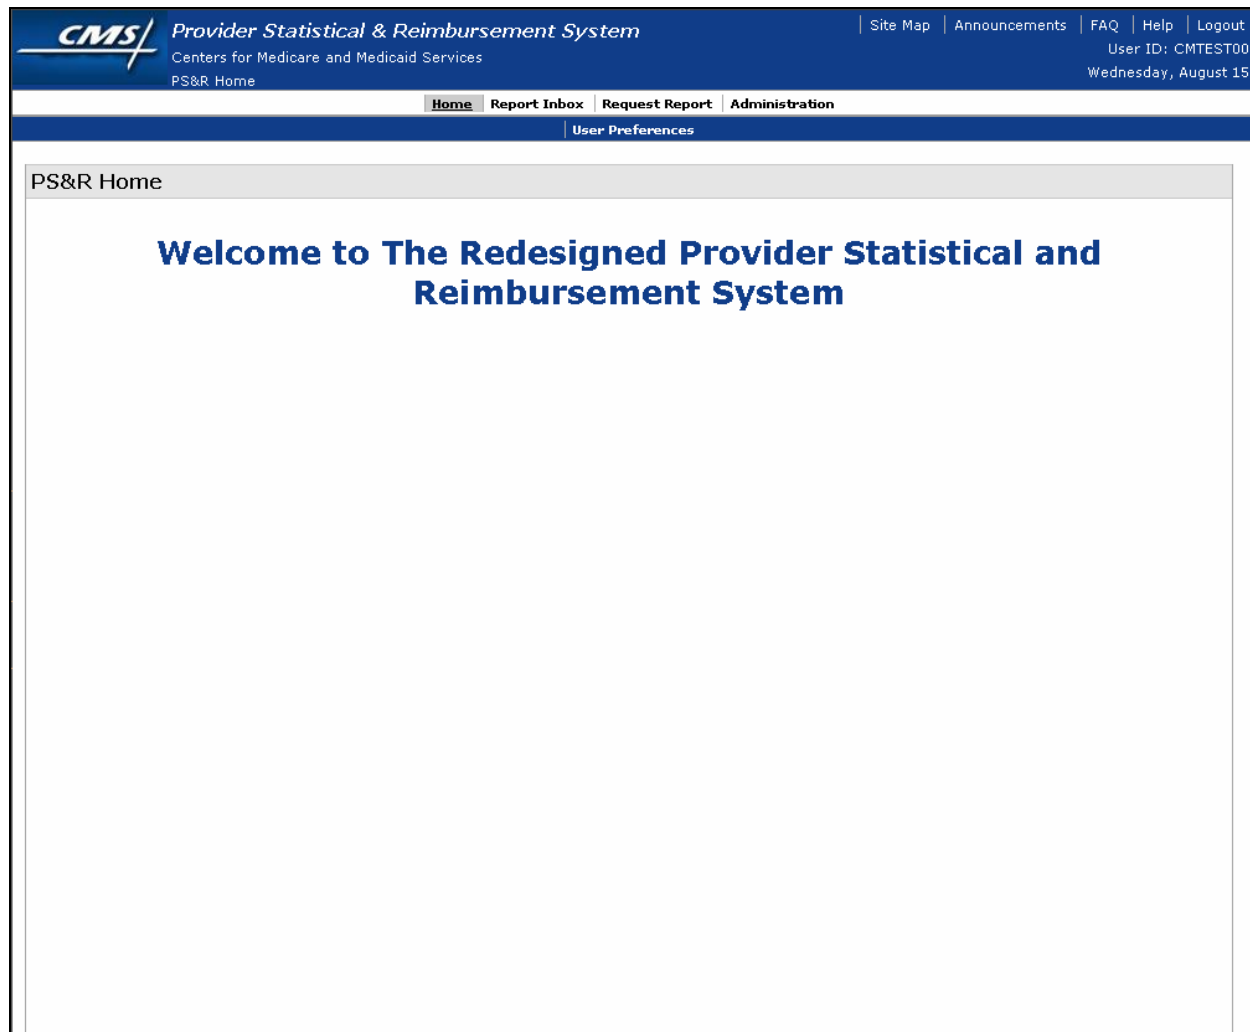 CMS Provider Statistical & Reimbursement System
Centers for Medicare and Medicaid Services
PS&R Home
Site Map Announcements FAQ Help Logout
User ID: CMTEST00
Wednesday, August 15
Home Report Inbox Request Report Administration
User Preferences
PS&R Home
Welcome to The Redesigned Provider Statistical and
Reimbursement System